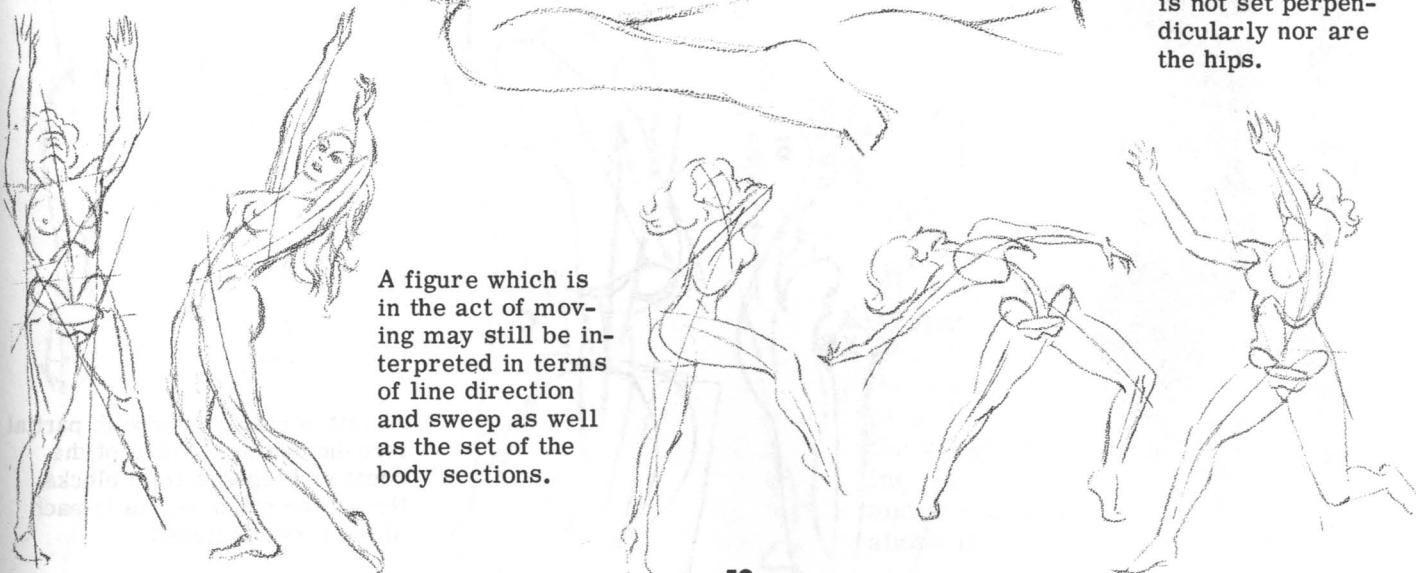 is not set perpen-
dicularly nor are
the hips.
A figure which is
in the act of mov-
ing may still be in-
terpreted in terms
of line direction
and sweep as well
as the set of the
body sections.